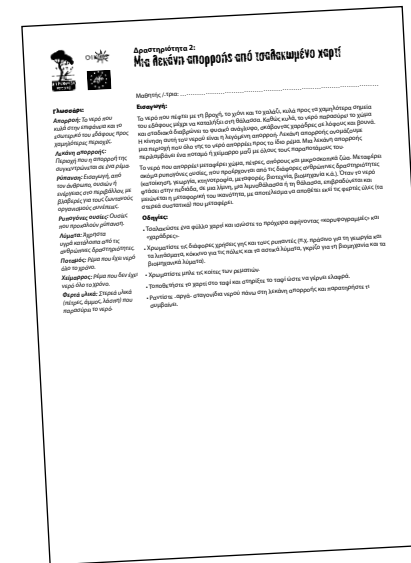 Δραστηριότητα 2:
Μια λεκάνη απορροής από τσαλακωμένο χαρτί
Μαθητής /-τρια:
Γλωσσάρι:
Απορροή: Το νερό που
κυλά στην επιφάνεια και το
εσωτερικό του εδάφους προς
χαμηλότερες περιοχές.
Λεκάνη απορροής:
Περιοχή που η απορροή της
συγκεντρώνεται σε ένα ρέμα
Ρύπανση: Εισαγωγή, από
τον άνθρωπο, ουσιών ή
ενέργειας στο περιβάλλον, με
βλαβερές για τους ζωντανούς
οργανισμούς συνέπειες.
Ρυπογόνες ουσίες: Ουσίες
που προκαλούν ρύπανση.
Λύματα: Άχρηστα
υγρά κατάλοιπα από τις
ανθρώπινες δραστηριότητες.
Ποταμός: Ρέμα που έχει νερό
όλο το χρόνο.
Χείμαρρος: Ρέμα που δεν έχει
νερό όλο το χρόνο.
Φερτά υλικά: Στερεά υλικά
(πέτρες, άμμος, λάσπη) που
παρασύρει το νερό.
Εισαγωγή:
Το νερό που πέφτει με τη βροχή, το χιόνι και το χαλάζι, κυλά προς τα χαμηλότερα σημεία
του εδάφους μέχρι να καταλήξει στη θάλασσα. Καθώς κυλά, το νερό παρασύρει το χώμα
και σταδιακά διαβρώνει το φυσικό ανάγλυφο, σκάβοντας χαράδρες σε λόφους και βουνά.
Η κίνηση αυτή του νερού είναι η λεγόμενη απορροή. Λεκάνη απορροής ονομάζουμε
μια περιοχή που όλο της το νερό απορρέει προς το ίδιο ρέμα. Μια λεκάνη απορροής
περιλαμβάνει ένα ποταμό ή χείμαρρο μαζί με όλους τους παραπόταμούς του.
Το νερό που απορρέει μεταφέρει χώμα, πέτρες, σπόρους και μικροσκοπικά ζώα. Μεταφέρει
ακόμα ρυπογόνες ουσίες, που προέρχονται από τις διάφορες ανθρώπινες δραστηριότητες
(κατοίκηση, γεωργία, κτηνοτροφία, μεταφορές, βιοτεχνία, βιομηχανία κ.ά.). Όταν το νερό
φτάσει στην πεδιάδα, σε μια λίμνη, μια λιμνοθάλασσα ή τη θάλασσα, επιβραδύνεται και
μειώνεται η μεταφορική του ικανότητα, με αποτέλεσμα να αποθέτει εκεί τις φερτές ύλες (τα
στερεά συστατικά) που μεταφέρει.
Οδηγίες:
• Τσαλακώστε ένα φύλλο χαρτί και ισιώστε το πρόχειρα αφήνοντας «κορυφογραμμές» και
«χαράδρες».
• Χρωματίστε τις διάφορες χρήσεις γης και τους ρυπαντές (π.χ. πράσινο για τη γεωργία και
τα λιπάσματα, κόκκινο για τις πόλεις και τα αστικά λύματα, γκρίζο για τη βιομηχανία και τα
βιομηχανικά λύματα).
• Χρωματίστε μπλε τις κοίτες των ρεματιών.
• Τοποθετήστε το χαρτί στο ταψί και στηρίξτε το ταψί ώστε να γέρνει ελαφρά.
• Ραντίστε -αργά- σταγονίδια νερού πάνω στη λεκάνη απορροής και παρατηρήστε τι
συμβαίνει.